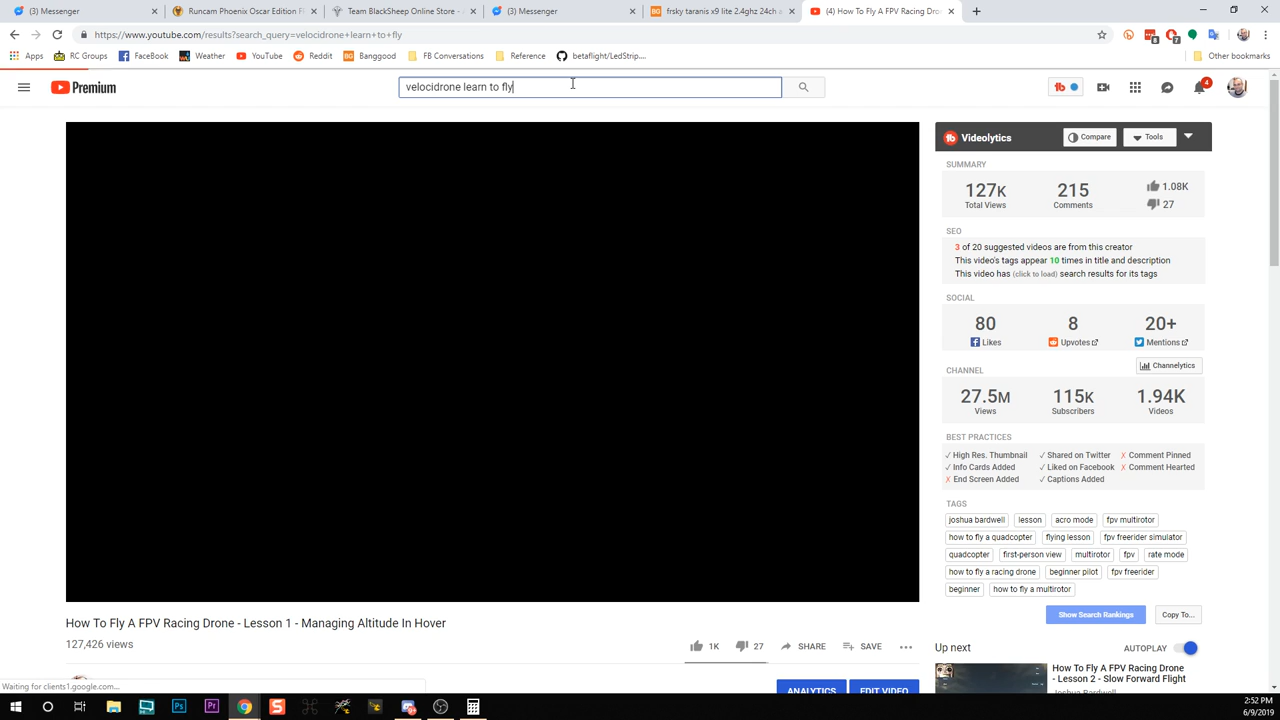 (3) Messenger
Runcam Phoenix Oscar Edition F
Team BlackSheep Online Store -
(3) Messenger
frsky taranis x9 lite 2.4ghz 24ch a
(4) How To Fly A FPV Racing Dro
https://www.youtube.com/results?search_query=velocidrone+learn+to+fly
Apps
RC Groups
FaceBook
Weather
YouTube
Reddit
Banggood
FB Conversations
Reference
betaflight/LedStrip....
Other bookmarks
Premium
velocidrone learn to fly
4
Videolytics
Compare
Tools
SUMMARY
127K
Total Views
215
Comments
1.08K
27
SEO
3 of 20 suggested videos are from this creator
This video's tags appear 10 times in title and description
This video has (click to load) search results for its tags
SOCIAL
80
Likes
8
Upvotes
20+
Mentions
Channelytics
CHANNEL
27.5M
Views
115K
Subscribers
1.94K
Videos
BEST PRACTICES
✓ High Res. Thumbnail
✓ Shared on Twitter
✗ Comment Pinned
✓ Info Cards Added
✓ Liked on Facebook
✗ Comment Hearted
✗ End Screen Added
✓ Captions Added
TAGS
joshua bardwell
lesson
acro mode
fpv multirotor
how to fly a quadcopter
flying lesson
fpv freerider simulator
quadcopter
first-person view
multirotor
fpv
rate mode
how to fly a racing drone
beginner pilot
fpv freerider
beginner
how to fly a multirotor
Show Search Rankings
Copy To...
How To Fly A FPV Racing Drone - Lesson 1 - Managing Altitude In Hover
127,426 views
1K
27
SHARE
SAVE
Up next
AUTOPLAY
How To Fly A FPV Racing Drone
- Lesson 2 - Slow Forward Flight
Joshua Bardwell
ANALYTICS
EDIT VIDEO
Waiting for clients1.google.com...
2:52 PM
6/9/2019